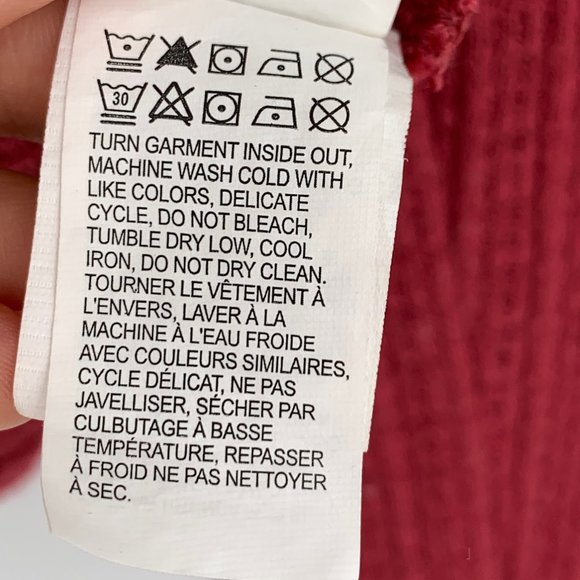 30
TURN GARMENT INSIDE OUT,
MACHINE WASH COLD WITH
LIKE COLORS, DELICATE
CYCLE, DO NOT BLEACH,
TUMBLE DRY LOW, COOL
IRON, DO NOT DRY CLEAN.
TOURNER LE VÊTEMENT À
L'ENVERS, LAVER À LA
MACHINE À L'EAU FROIDE
AVEC COULEURS SIMILAIRES,
CYCLE DÉLICAT, NE PAS
JAVELLISER, SÉCHER PAR
CULBUTAGE À BASSE
TEMPÉRATURE, REPASSER
À FROID NE PAS NETTOYER
À SEC.